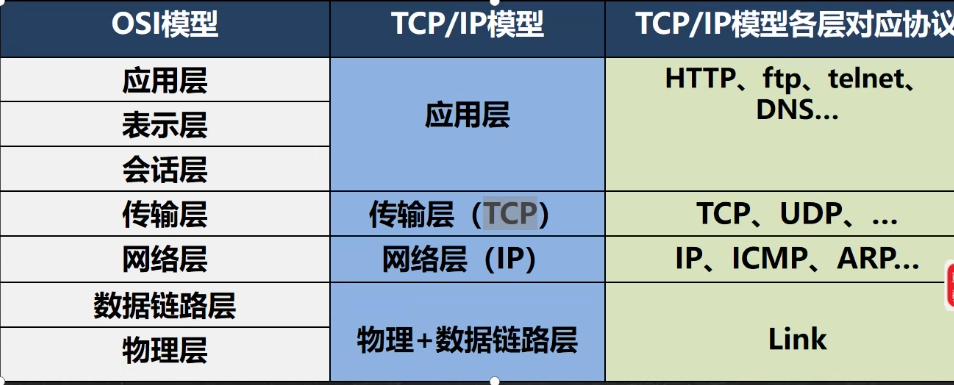 OSI模型
TCP/IP模型
TCP/IP模型各层对应协议
应用层
表示层
会话层
应用层
HTTP、ftp、telnet、
DNS...
传输层
传输层（TCP）
TCP、UDP、...
网络层
网络层（IP）
IP、ICMP、ARP...
数据链路层
物理层
物理+数据链路层
Link